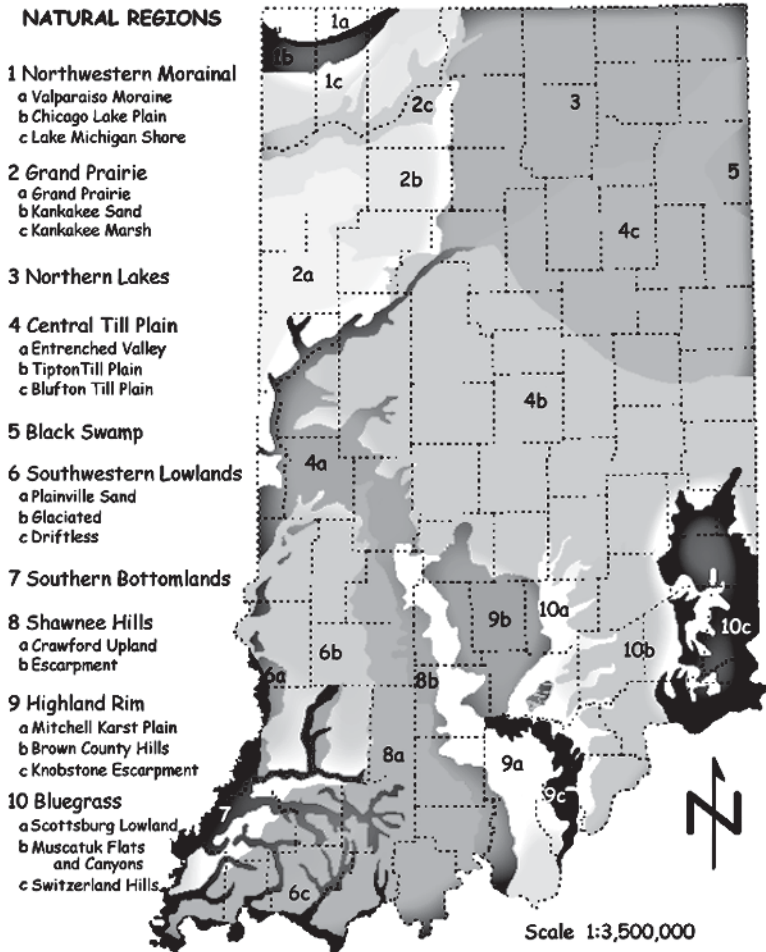 NATURAL REGIONS
1 Northwestern Morainal
a Valparaiso Moraine
b Chicago Lake Plain
c Lake Michigan Shore
2 Grand Prairie
a Grand Prairie
b Kankakee Sand
c Kankakee Marsh
3 Northern Lakes
4 Central Till Plain
a Entrenched Valley
b TiptonTill Plain
c Blufton Till Plain
5 Black Swamp
6 Southwestern Lowlands
a Plainville Sand
b Glaciated
c Driftless
7 Southern Bottomlands
8 Shawnee Hills
a Crawford Upland
b Escarpment
9 Highland Rim
a Mitchell Karst Plain
b Brown County Hills
c Knobstone Escarpment
10 Bluegrass
a Scottsburg Lowland
b Muscatuk Flats
and Canyons
c Switzerland Hills
1a
1b
1c
2c
3
2b
5
4c
2a
4b
4a
9b
10a
10c
6b
10b
6a
8b
8a
9a
9c
7
6c
N
Scale 1:3,500,000